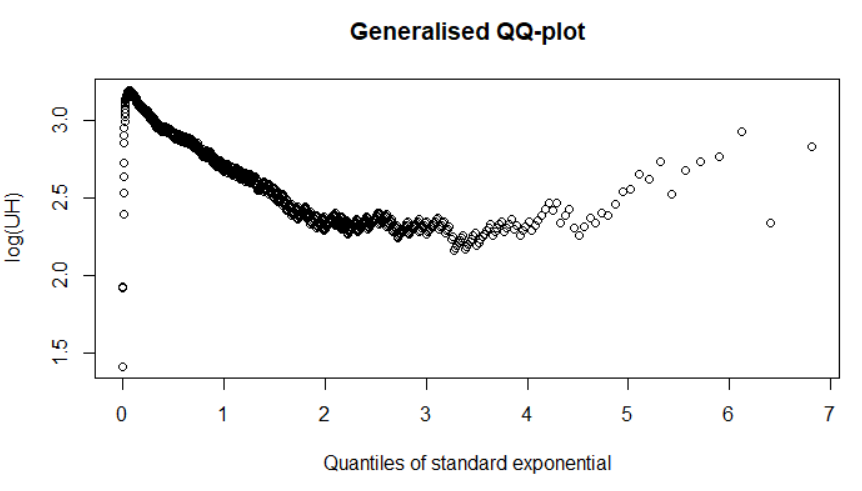 Generalised QQ-plot
log(UH)
3.0
2.5
2.0
1.5
0 1 2 3 4 5 6 7
Quantiles of standard exponential